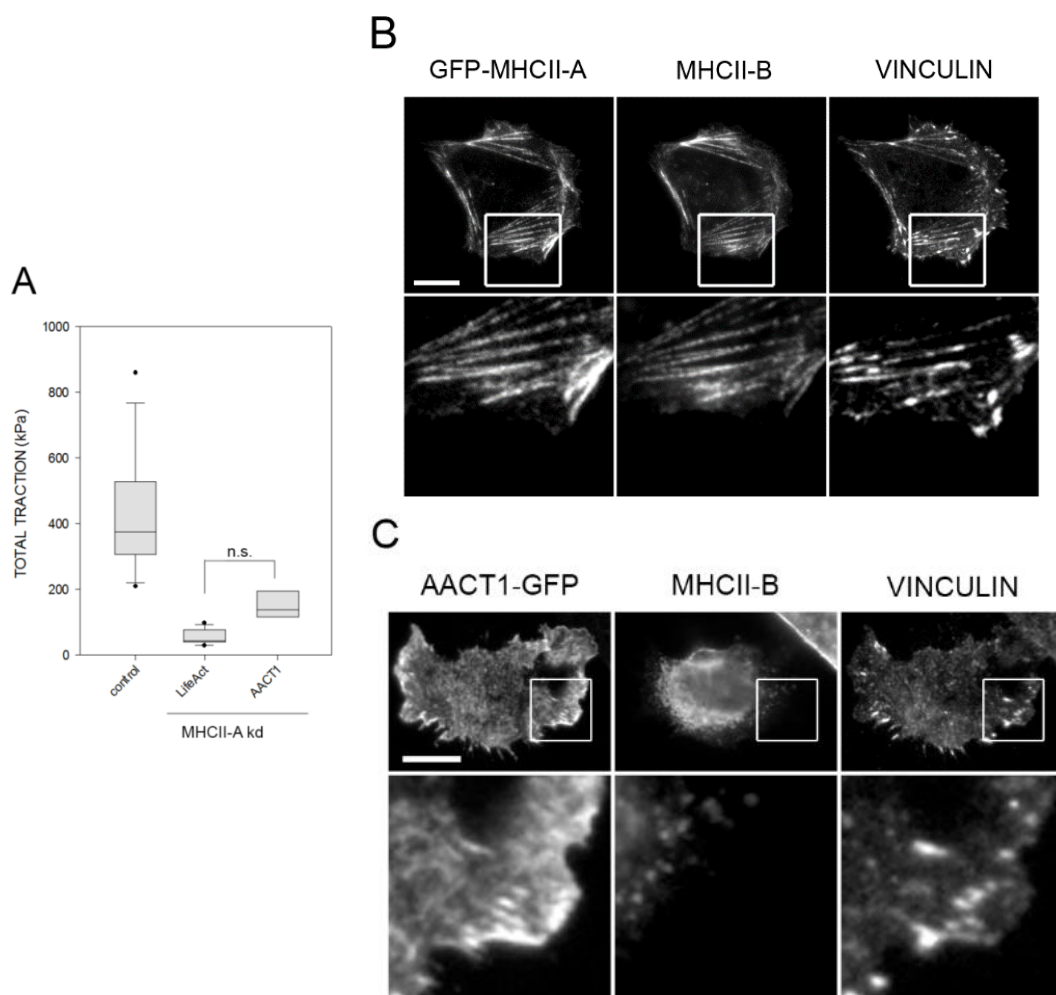 B
GFP-MHCII-A MHCII-B VINCULIN
A
TOTAL TRACTION (kPa)
1000
800
600
400
200
0
n.s.
control LifeAct AACT1
MHCII-A kd
C
AACT1-GFP MHCII-B VINCULIN